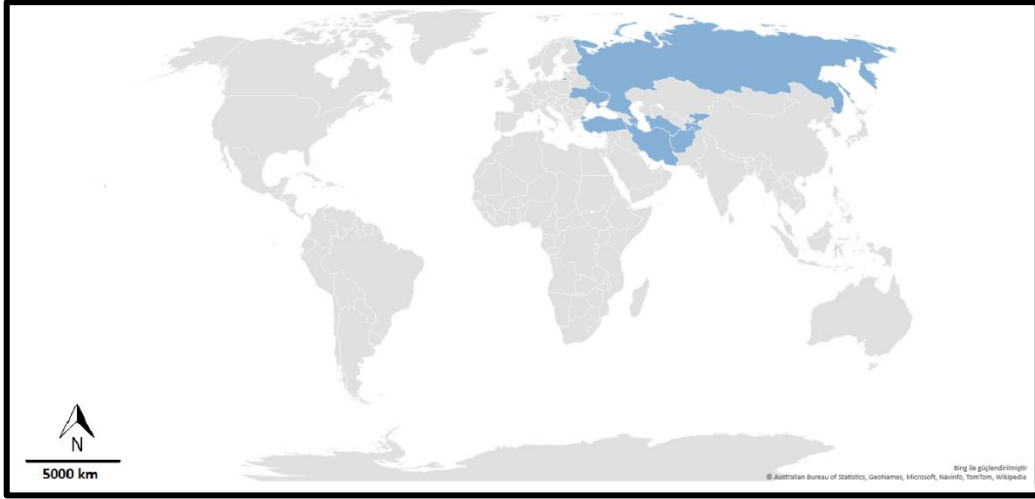 N
5000 km
Bing ile güçlendirilmiştir
© Australian Bureau of Statistics, GeoNames, Microsoft, Navinfo, TomTom, Wikipedia